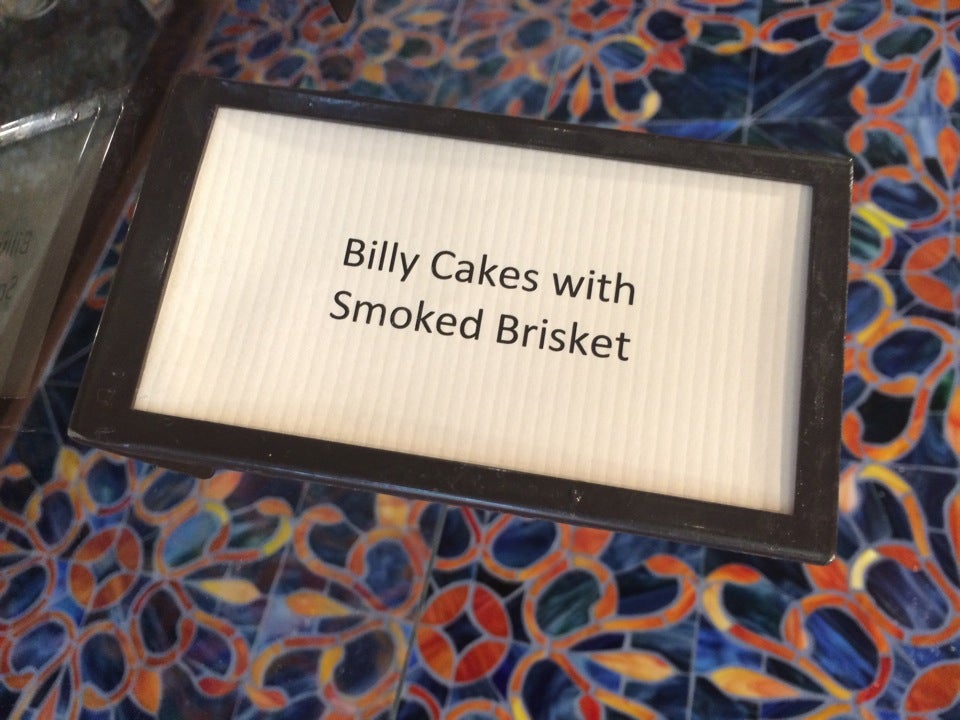 Billy Cakes with
Smoked Brisket